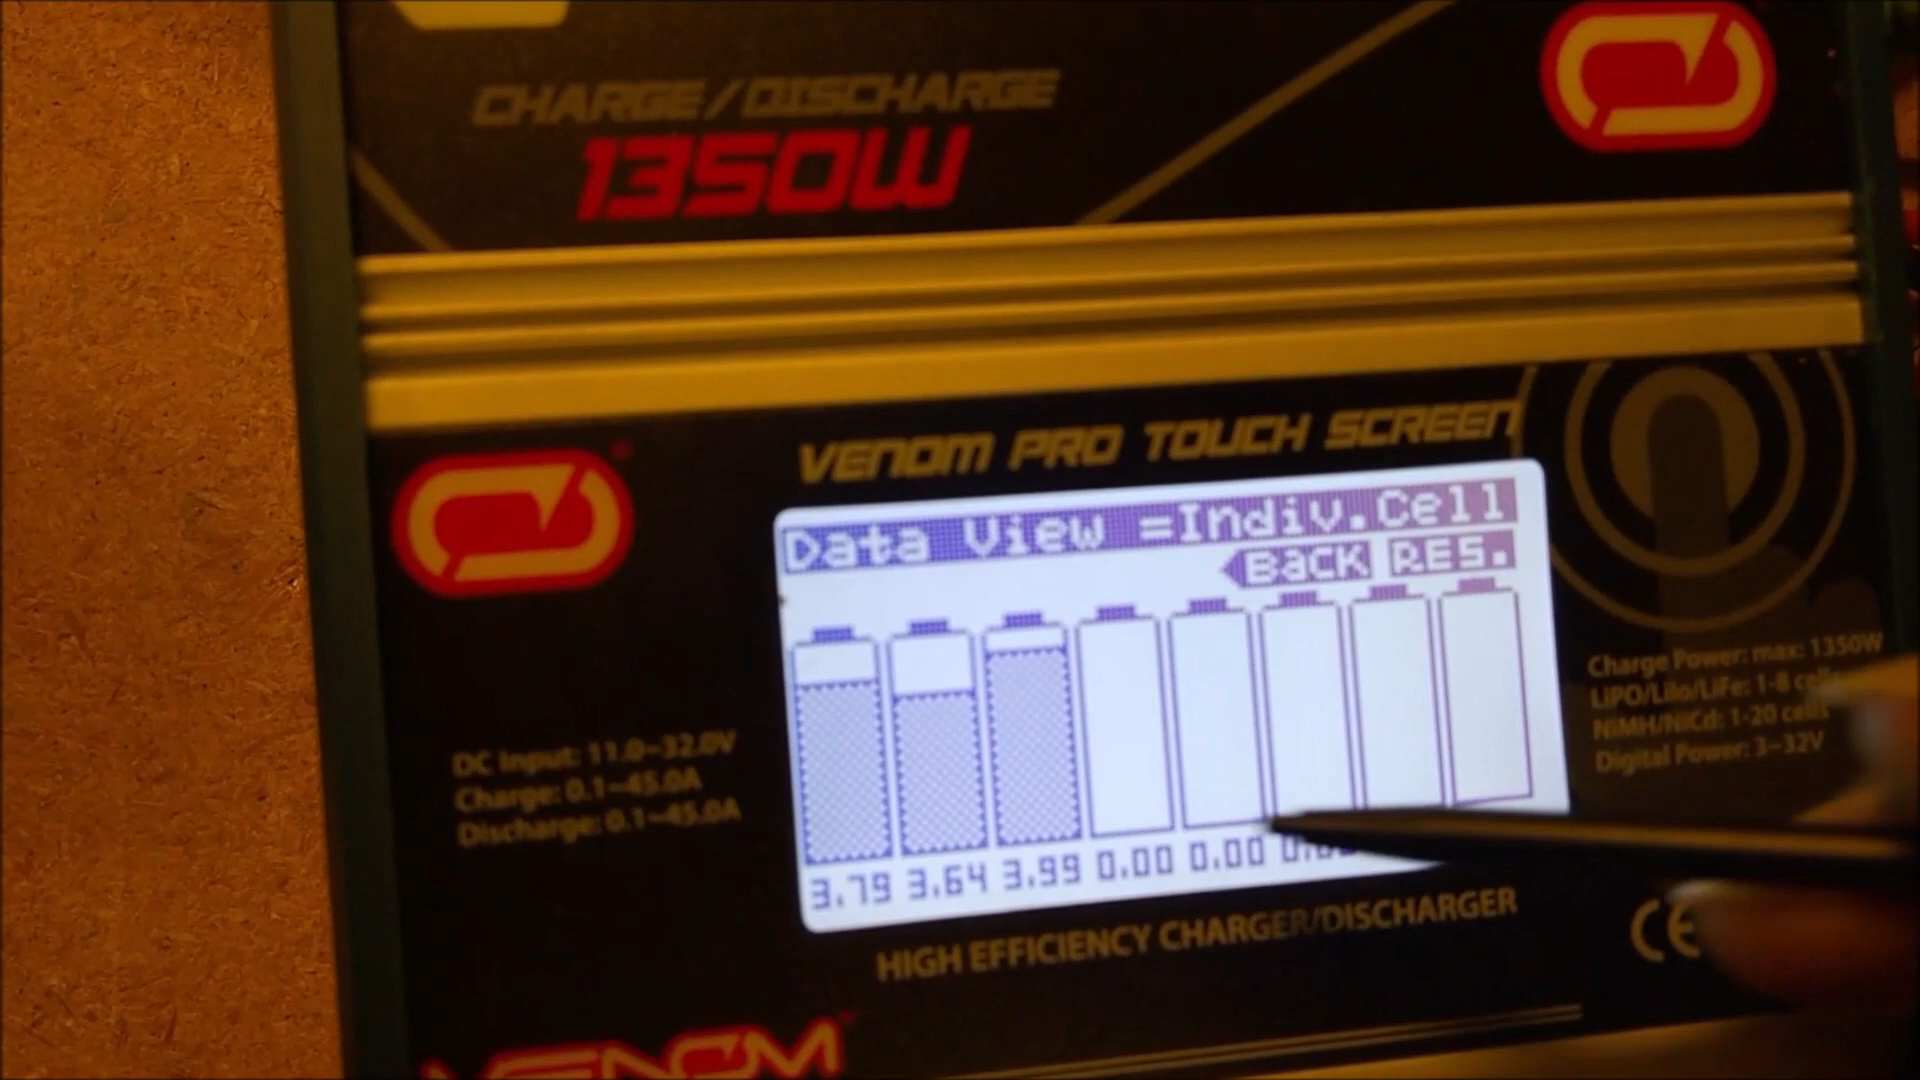 CHARGE/DISCHARGE
1350W
VENOM PRO TOUCH SCREEN
Data View =Indiv.Cell
BACK RES.
3.79 3.64 3.99 0.00 0.00
DC Input: 11.0~32.0V
Charge: 0.1~45.0A
Discharge: 0.1~45.0A
Charge Power: max: 1350W
LiPO/LiIo/LiFe: 1-8 cells
NiMH/NiCd: 1-20 cells
Digital Power: 3~32V
HIGH EFFICIENCY CHARGER/DISCHARGER
CE
VENOM